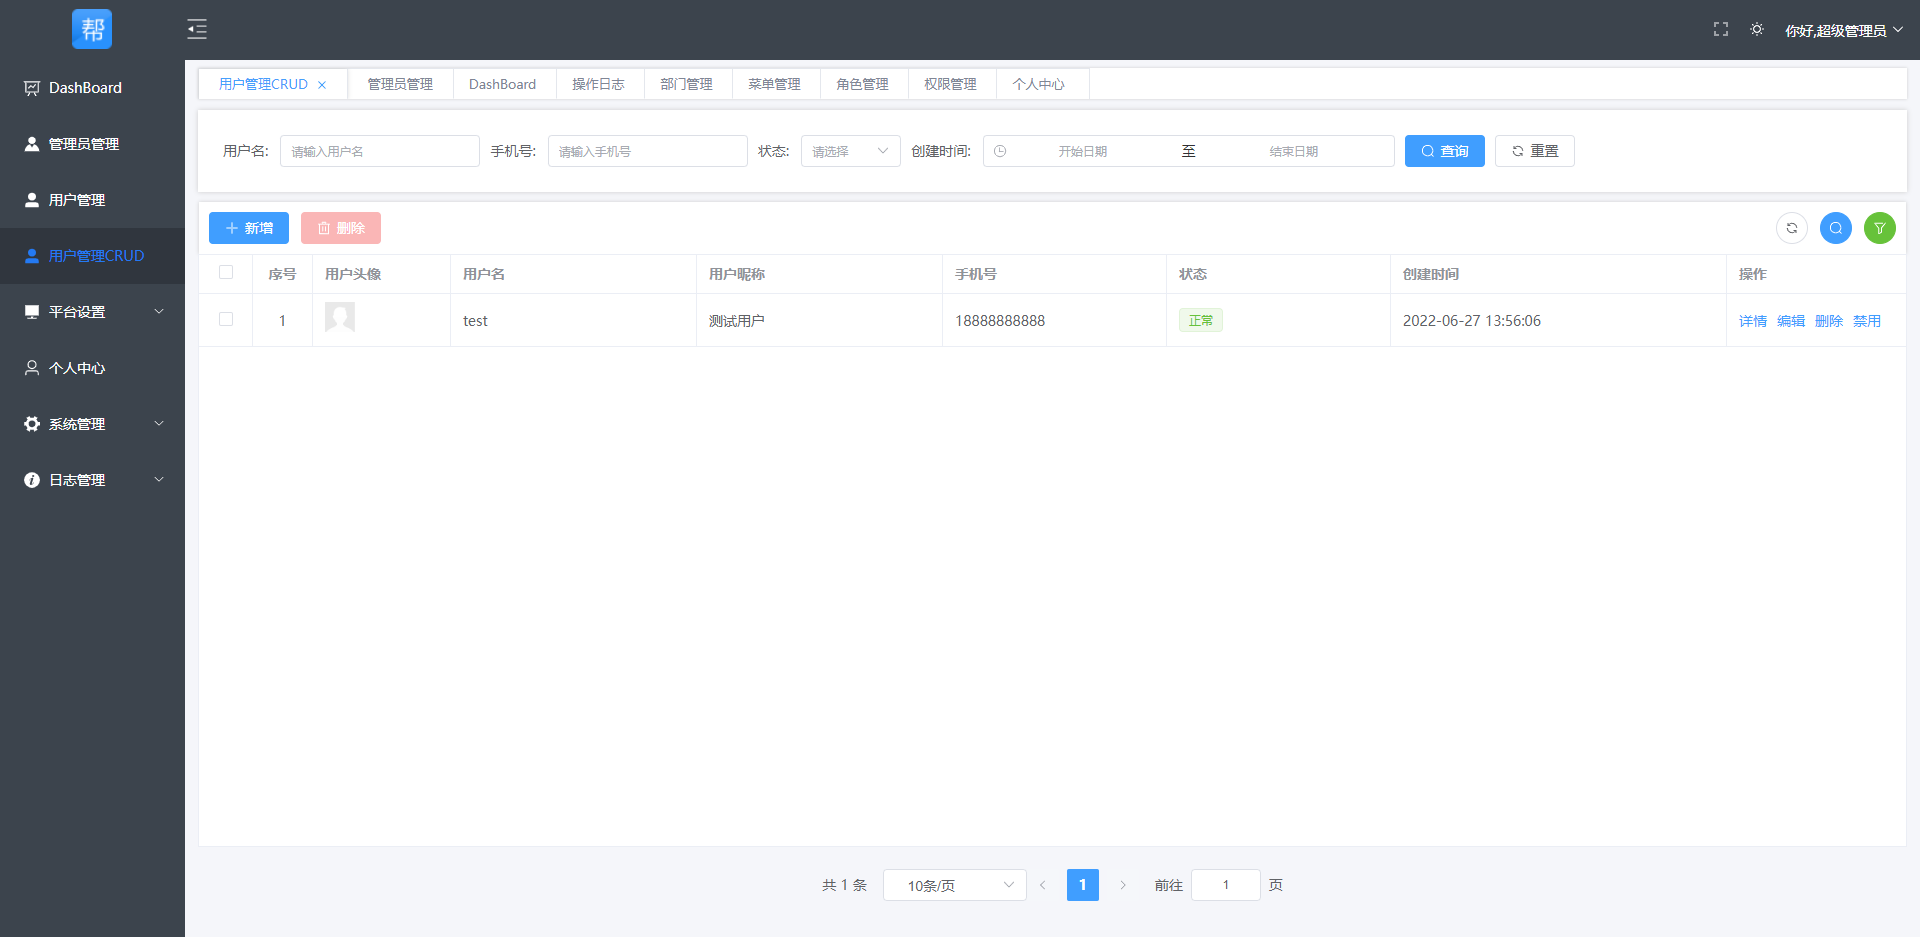 帮
你好,超级管理员
DashBoard
管理员管理
用户管理
用户管理CRUD
平台设置
个人中心
系统管理
日志管理
用户管理CRUD 管理员管理 DashBoard 操作日志 部门管理 菜单管理 角色管理 权限管理 个人中心
用户名: 请输入用户名 手机号: 请输入手机号 状态: 请选择 创建时间: 开始日期 至 结束日期 查询 重置
新增 删除
序号 用户头像 用户名 用户昵称 手机号 状态 创建时间 操作
1 test 测试用户 18888888888 正常 2022-06-27 13:56:06 详情 编辑 删除 禁用
共 1 条 10条/页 1 前往 1 页